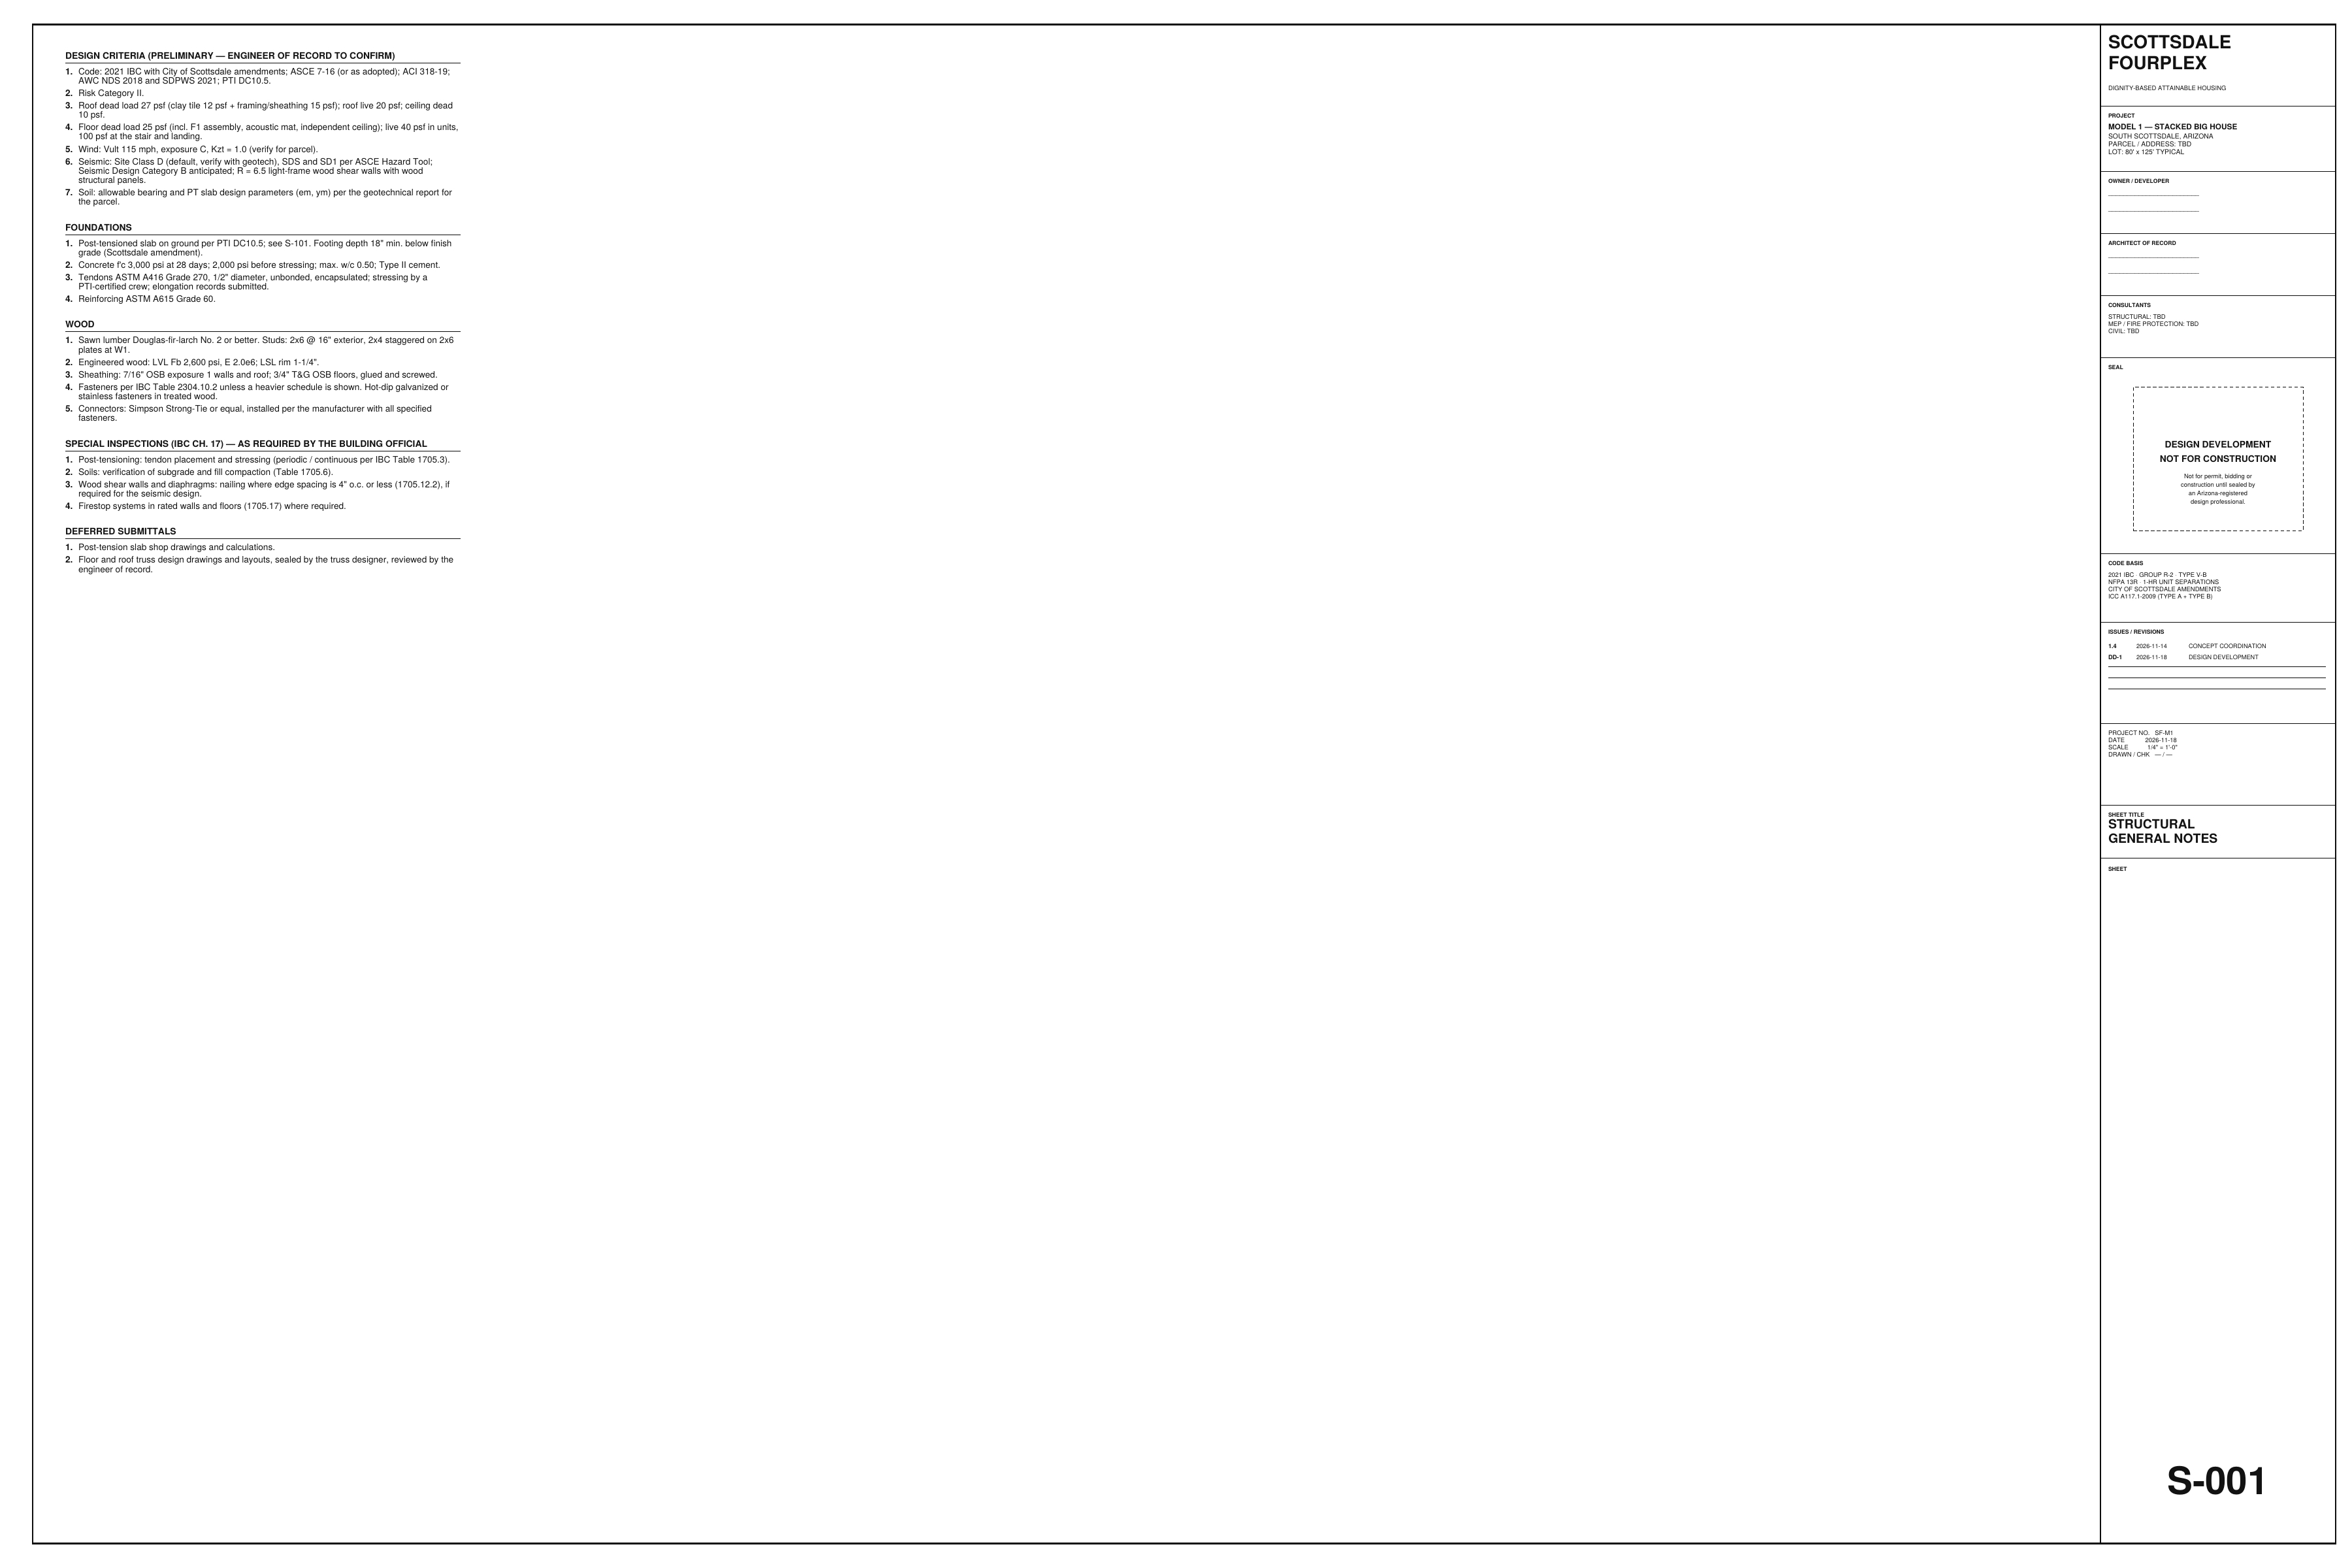 DESIGN CRITERIA (PRELIMINARY — ENGINEER OF RECORD TO CONFIRM)
1. Code: 2021 IBC with City of Scottsdale amendments; ASCE 7-16 (or as adopted); ACI 318-19;
AWC NDS 2018 and SDPWS 2021; PTI DC10.5.
2. Risk Category II.
3. Roof dead load 27 psf (clay tile 12 psf + framing/sheathing 15 psf); roof live 20 psf; ceiling dead
10 psf.
4. Floor dead load 25 psf (incl. F1 assembly, acoustic mat, independent ceiling); live 40 psf in units,
100 psf at the stair and landing.
5. Wind: Vult 115 mph, exposure C, Kzt = 1.0 (verify for parcel).
6. Seismic: Site Class D (default, verify with geotech), SDS and SD1 per ASCE Hazard Tool;
Seismic Design Category B anticipated; R = 6.5 light-frame wood shear walls with wood
structural panels.
7. Soil: allowable bearing and PT slab design parameters (em, ym) per the geotechnical report for
the parcel.
FOUNDATIONS
1. Post-tensioned slab on ground per PTI DC10.5; see S-101. Footing depth 18" min. below finish
grade (Scottsdale amendment).
2. Concrete f'c 3,000 psi at 28 days; 2,000 psi before stressing; max. w/c 0.50; Type II cement.
3. Tendons ASTM A416 Grade 270, 1/2" diameter, unbonded, encapsulated; stressing by a
PTI-certified crew; elongation records submitted.
4. Reinforcing ASTM A615 Grade 60.
WOOD
1. Sawn lumber Douglas-fir-larch No. 2 or better. Studs: 2x6 @ 16" exterior, 2x4 staggered on 2x6
plates at W1.
2. Engineered wood: LVL Fb 2,600 psi, E 2.0e6; LSL rim 1-1/4".
3. Sheathing: 7/16" OSB exposure 1 walls and roof; 3/4" T&G OSB floors, glued and screwed.
4. Fasteners per IBC Table 2304.10.2 unless a heavier schedule is shown. Hot-dip galvanized or
stainless fasteners in treated wood.
5. Connectors: Simpson Strong-Tie or equal, installed per the manufacturer with all specified
fasteners.
SPECIAL INSPECTIONS (IBC CH. 17) — AS REQUIRED BY THE BUILDING OFFICIAL
1. Post-tensioning: tendon placement and stressing (periodic / continuous per IBC Table 1705.3).
2. Soils: verification of subgrade and fill compaction (Table 1705.6).
3. Wood shear walls and diaphragms: nailing where edge spacing is 4" o.c. or less (1705.12.2), if
required for the seismic design.
4. Firestop systems in rated walls and floors (1705.17) where required.
DEFERRED SUBMITTALS
1. Post-tension slab shop drawings and calculations.
2. Floor and roof truss design drawings and layouts, sealed by the truss designer, reviewed by the
engineer of record.
SCOTTSDALE
FOURPLEX
DIGNITY-BASED ATTAINABLE HOUSING
PROJECT
MODEL 1 — STACKED BIG HOUSE
SOUTH SCOTTSDALE, ARIZONA
PARCEL / ADDRESS: TBD
LOT: 80' x 125' TYPICAL
OWNER / DEVELOPER
ARCHITECT OF RECORD
CONSULTANTS
STRUCTURAL: TBD
MEP / FIRE PROTECTION: TBD
CIVIL: TBD
SEAL
DESIGN DEVELOPMENT
NOT FOR CONSTRUCTION
Not for permit, bidding or
construction until sealed by
an Arizona-registered
design professional.
CODE BASIS
2021 IBC · GROUP R-2 · TYPE V-B
NFPA 13R · 1-HR UNIT SEPARATIONS
CITY OF SCOTTSDALE AMENDMENTS
ICC A117.1-2009 (TYPE A + TYPE B)
ISSUES / REVISIONS
1.4 2026-11-14 CONCEPT COORDINATION
DD-1 2026-11-18 DESIGN DEVELOPMENT
PROJECT NO. SF-M1
DATE 2026-11-18
SCALE 1/4" = 1'-0"
DRAWN / CHK — / —
SHEET TITLE
STRUCTURAL
GENERAL NOTES
SHEET
S-001